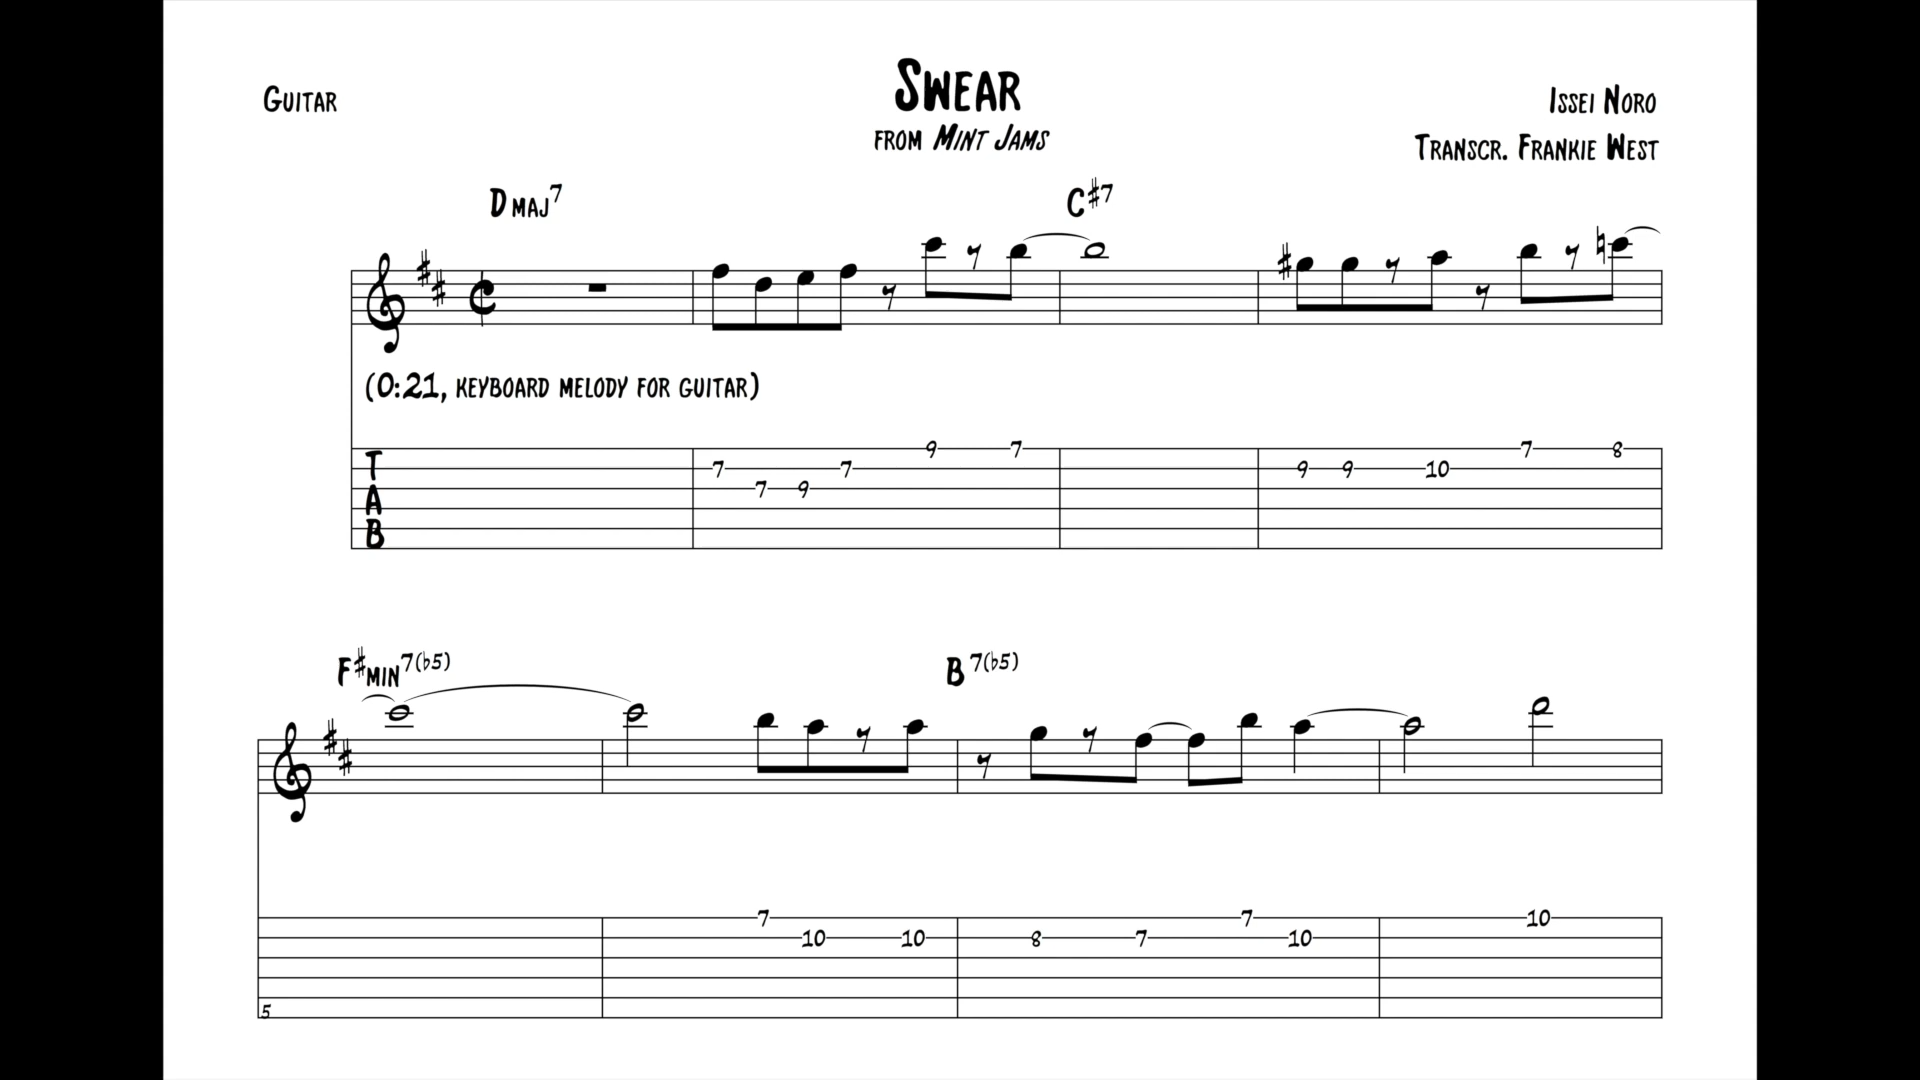 Swear
from Mint Jams
Guitar
Issei Noro
Transcr. Frankie West
Dmaj7 C#7
(0:21, keyboard melody for guitar)
T
A
B
9 7 7 8
7 7 9 9 10
7 9
F#min7(b5) B7(b5)
7 7 10
10 10 8 7 10
5